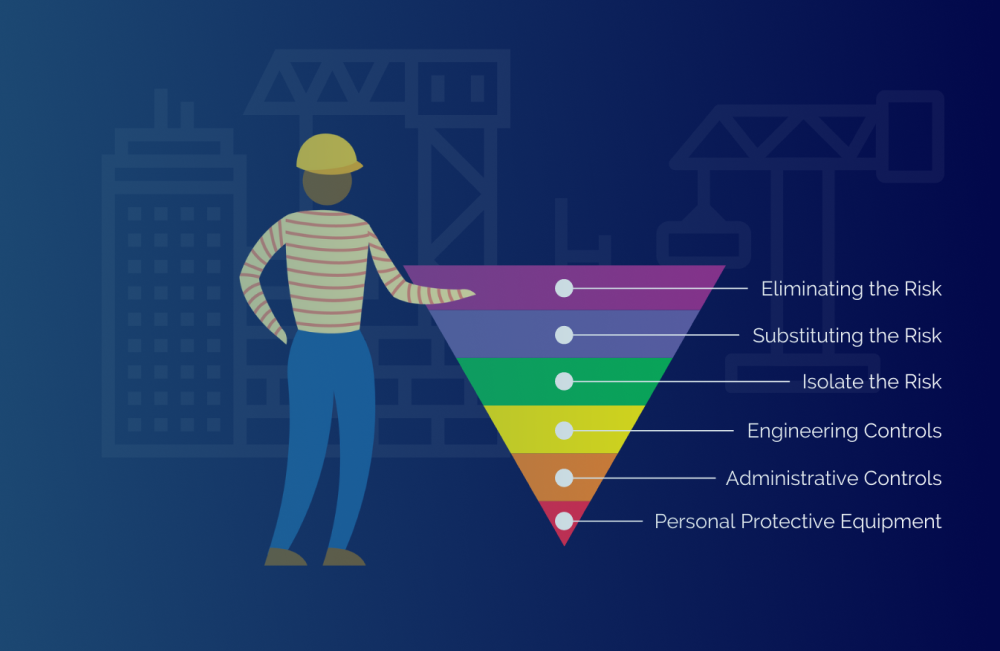 Eliminating the Risk
Substituting the Risk
Isolate the Risk
Engineering Controls
Administrative Controls
Personal Protective Equipment